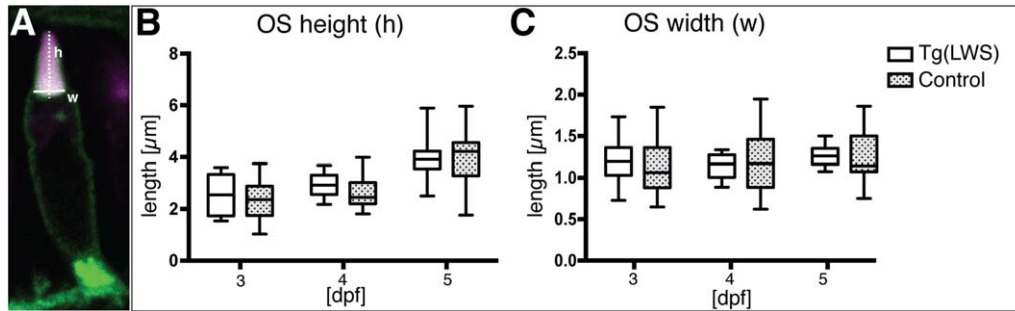 A
h
w
B
OS height (h)
length [µm]
8
6
4
2
0
3
4
5
[dpf]
C
OS width (w)
length [µm]
2.5
2.0
1.5
1.0
0.5
0.0
3
4
5
[dpf]
Tg(LWS)
Control